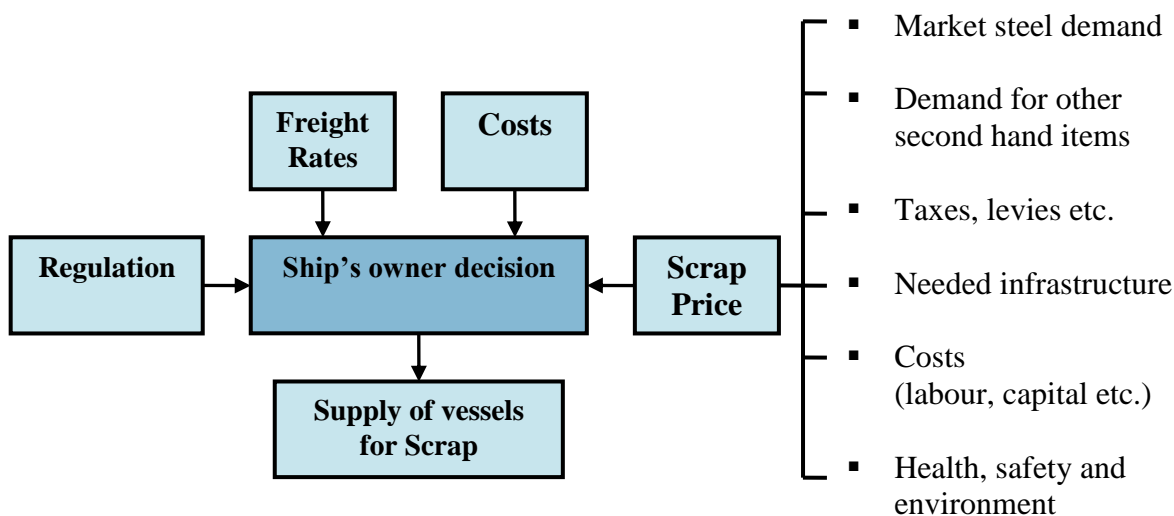 Freight
Rates
Costs
Regulation
Ship's owner decision
Scrap
Price
Supply of vessels
for Scrap
▪ Market steel demand
▪ Demand for other
second hand items
▪ Taxes, levies etc.
▪ Needed infrastructure
▪ Costs
(labour, capital etc.)
▪ Health, safety and
environment